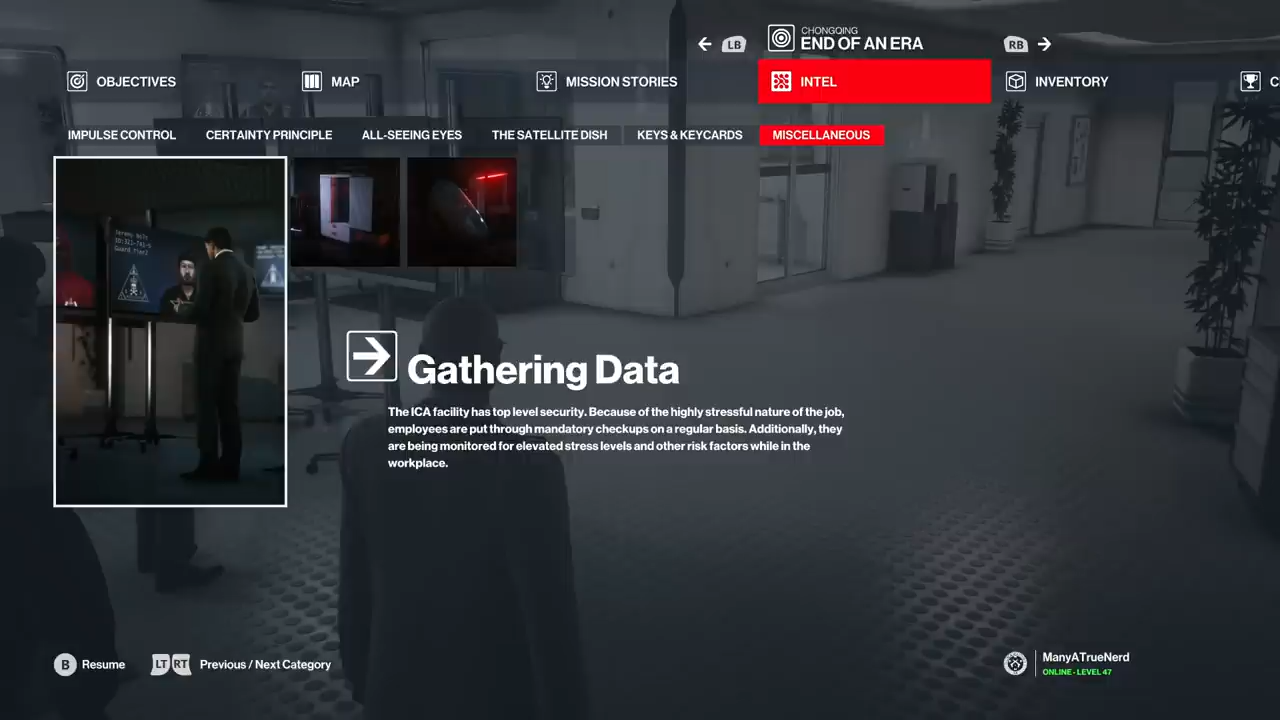 LB
CHONGQING
END OF AN ERA
RB
OBJECTIVES
MAP
MISSION STORIES
INTEL
INVENTORY
C
IMPULSE CONTROL
CERTAINTY PRINCIPLE
ALL-SEEING EYES
THE SATELLITE DISH
KEYS & KEYCARDS
MISCELLANEOUS
Gathering Data
The ICA facility has top level security. Because of the highly stressful nature of the job,
employees are put through mandatory checkups on a regular basis. Additionally, they
are being monitored for elevated stress levels and other risk factors while in the
workplace.
B Resume
LT RT Previous / Next Category
ManyATrueNerd
ONLINE - LEVEL 47